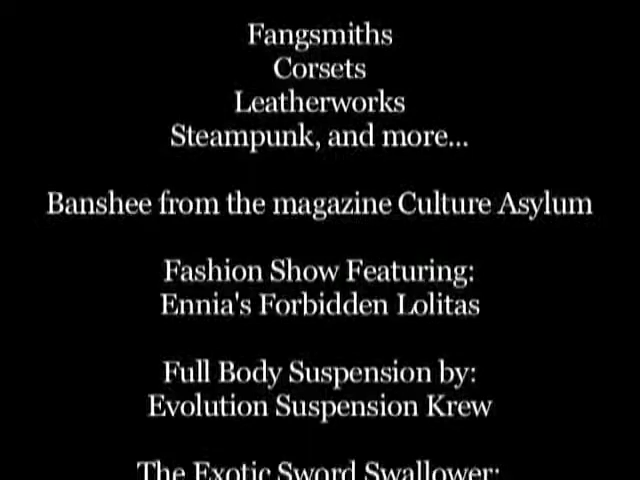 Fangsmiths
Corsets
Leatherworks
Steampunk, and more...
Banshee from the magazine Culture Asylum
Fashion Show Featuring:
Ennia's Forbidden Lolitas
Full Body Suspension by:
Evolution Suspension Krew
The Exotic Sword Swallower: